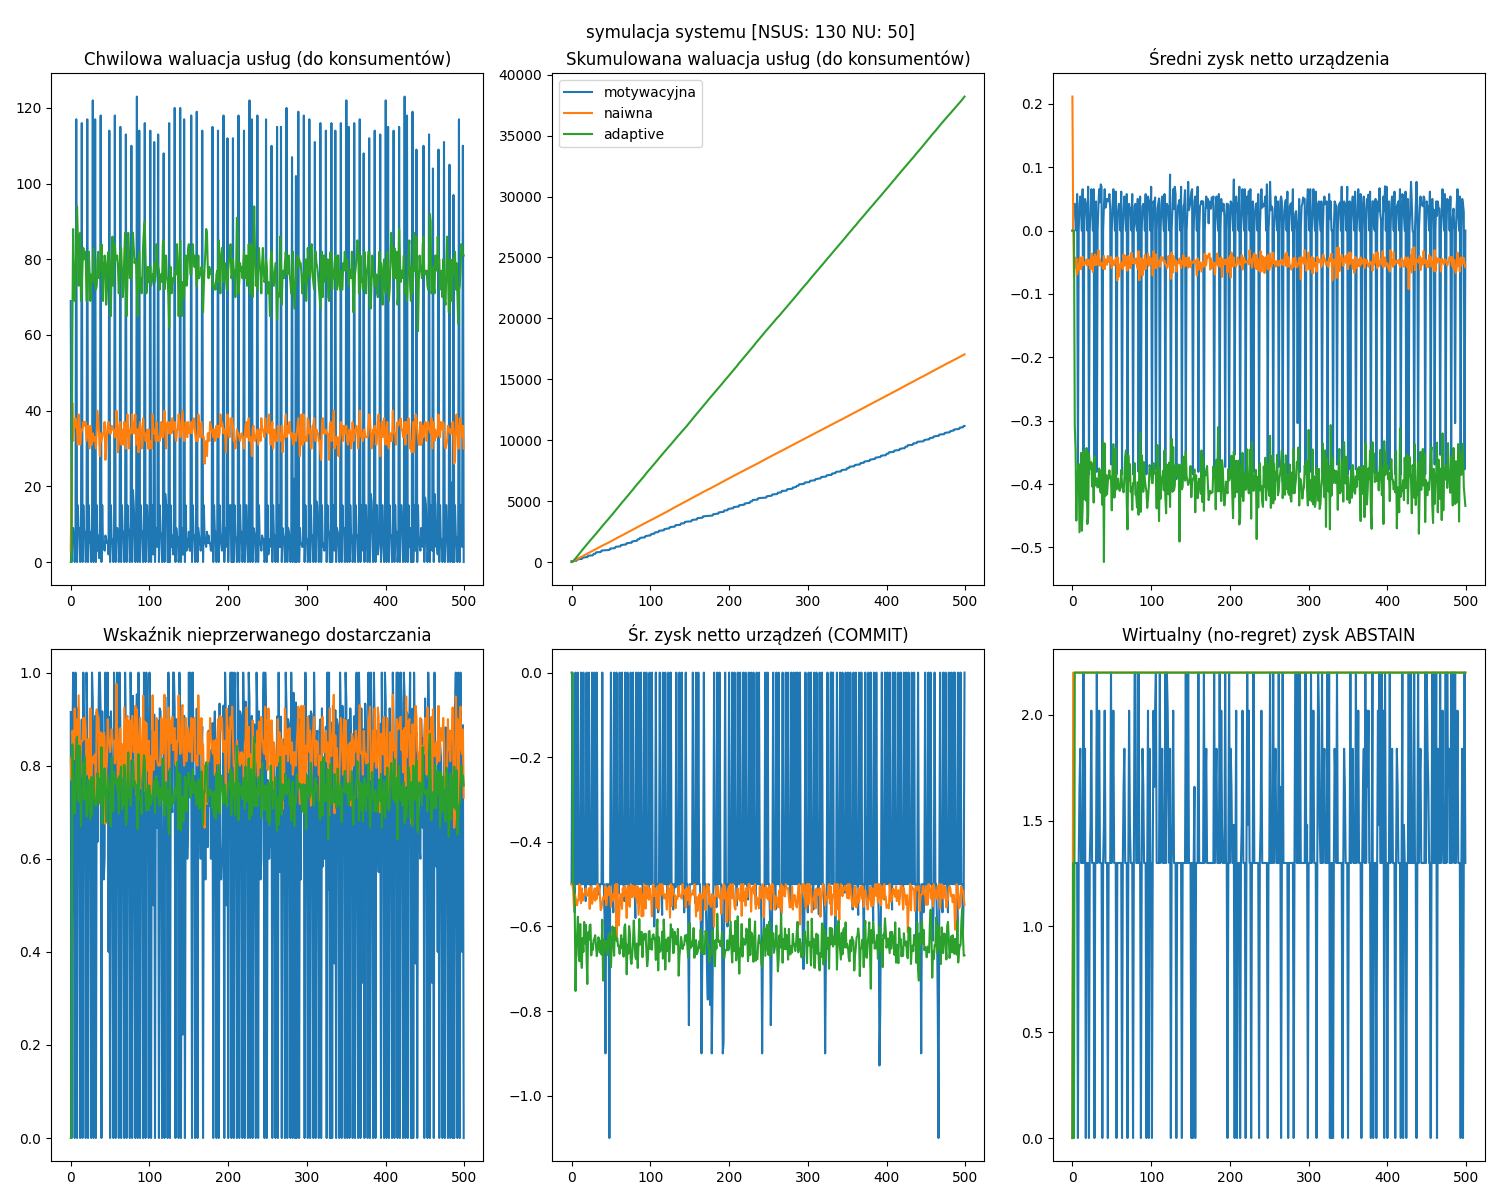 symulacja systemu [NSUS: 130 NU: 50]
Chwilowa waluacja usług (do konsumentów)
120
100
80
60
40
20
0
0 100 200 300 400 500
Skumulowana waluacja usług (do konsumentów)
motywacyjna
naiwna
adaptive
40000
35000
30000
25000
20000
15000
10000
5000
0
0 100 200 300 400 500
Średni zysk netto urządzenia
0.2
0.1
0.0
−0.1
−0.2
−0.3
−0.4
−0.5
0 100 200 300 400 500
Wskaźnik nieprzerwanego dostarczania
1.0
0.8
0.6
0.4
0.2
0.0
0 100 200 300 400 500
Śr. zysk netto urządzeń (COMMIT)
0.0
−0.2
−0.4
−0.6
−0.8
−1.0
0 100 200 300 400 500
Wirtualny (no-regret) zysk ABSTAIN
2.0
1.5
1.0
0.5
0.0
0 100 200 300 400 500